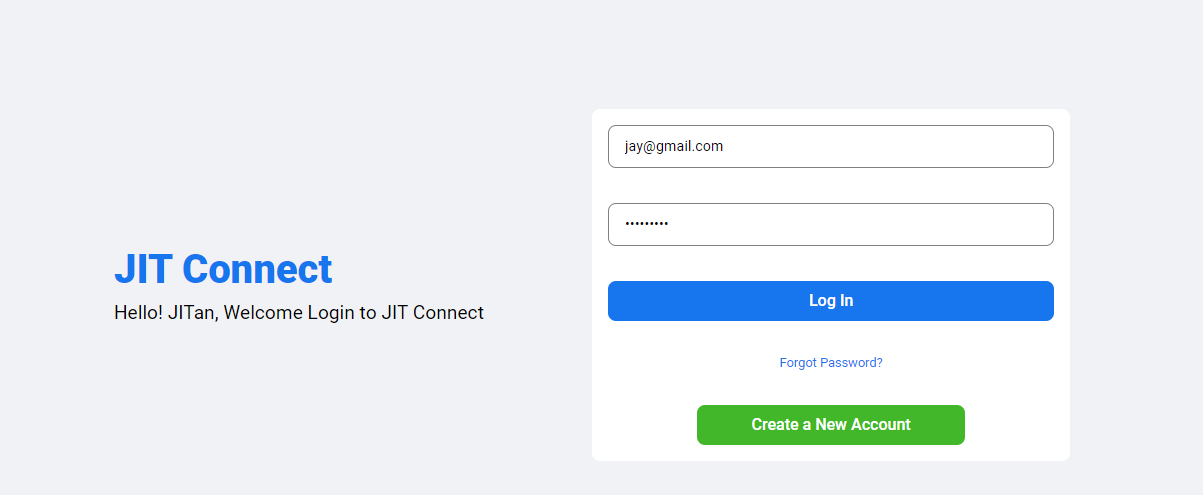 JIT Connect
Hello! JITan, Welcome Login to JIT Connect
jay@gmail.com
•••••••••
Log In
Forgot Password?
Create a New Account